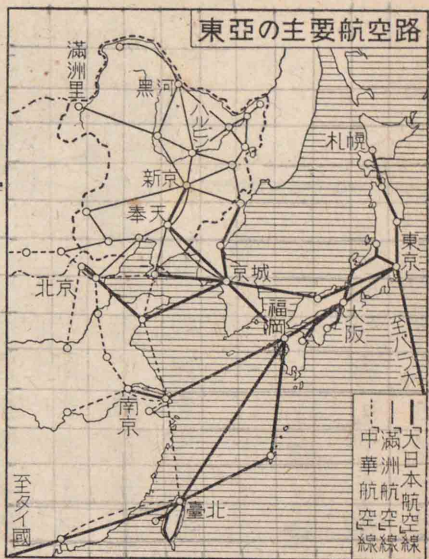 東亞の主要航空路
滿洲里
黑河
ハルビン
新京
奉天
北京
京城
札幌
東京
大阪
福岡
南京
臺北
至パラオ
至タイ國
大日本航空線
滿洲航空線
中華航空線